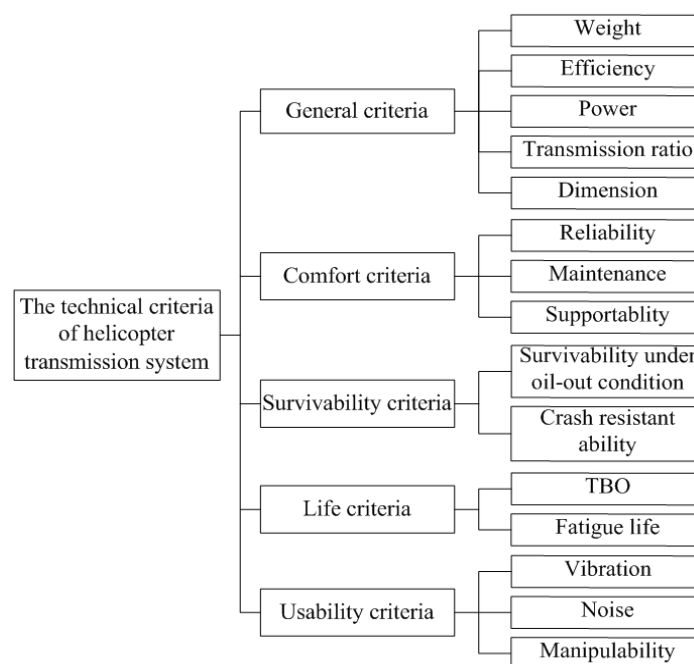 The technical criteria
of helicopter
transmission system
General criteria
Weight
Efficiency
Power
Transmission ratio
Dimension
Comfort criteria
Reliability
Maintenance
Supportablity
Survivability criteria
Survivability under
oil-out condition
Crash resistant
ability
Life criteria
TBO
Fatigue life
Usability criteria
Vibration
Noise
Manipulability